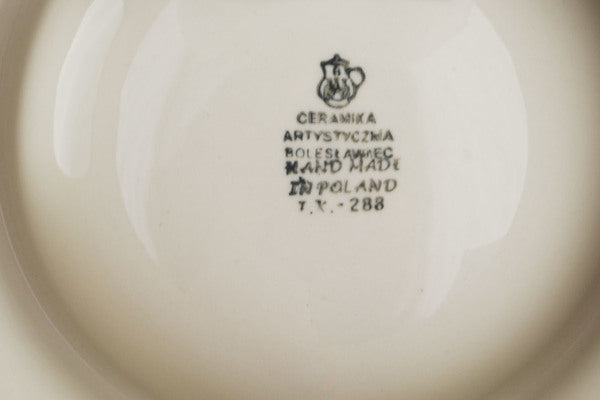 CERAMIKA
ARTYSTYCZNA
BOLESŁAWIEC
HAND MADE
IN POLAND
T.X.-288